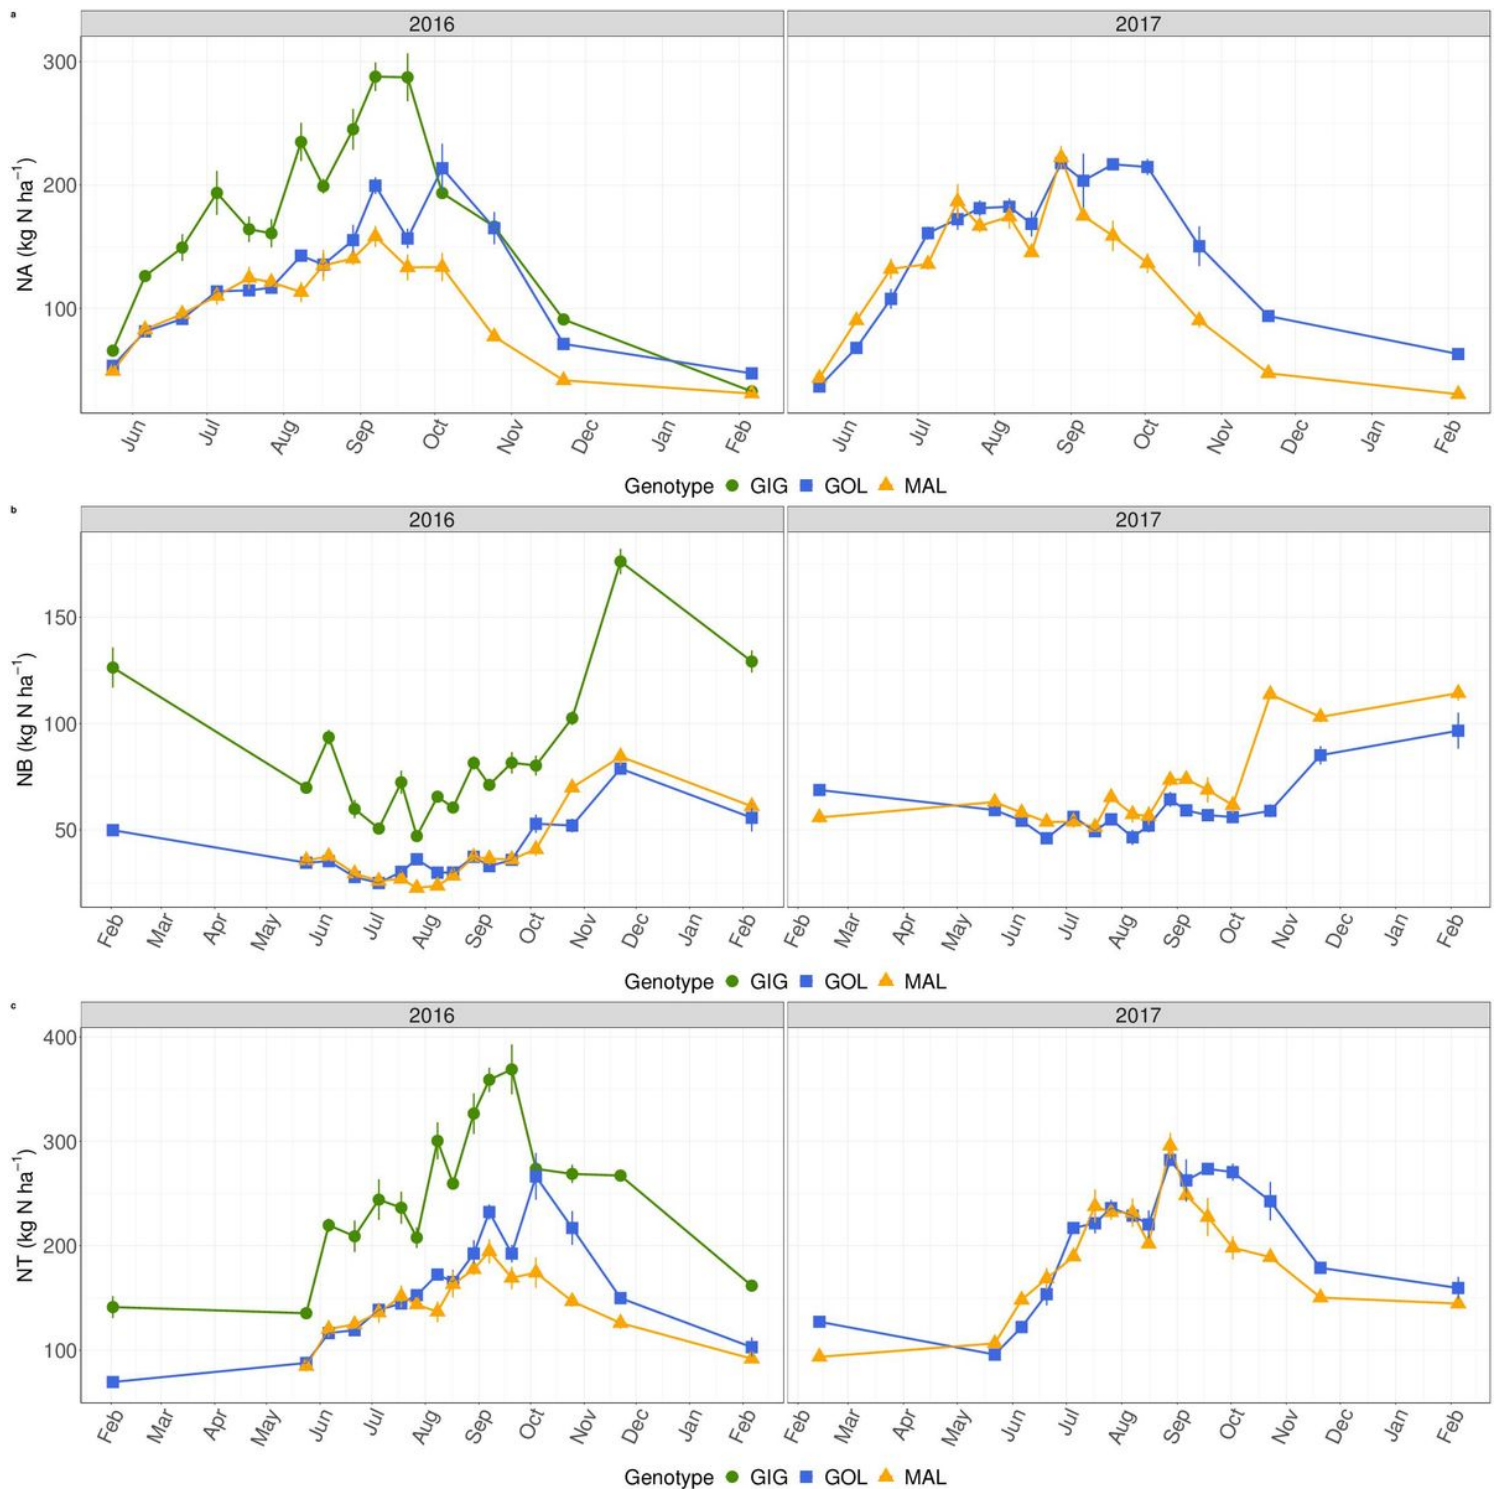 a
2016 2017
NA (kg N ha⁻¹)
300
200
100
Jun Jul Aug Sep Oct Nov Dec Jan Feb Jun Jul Aug Sep Oct Nov Dec Jan Feb
Genotype GIG GOL MAL
b
2016 2017
NB (kg N ha⁻¹)
150
100
50
Feb Mar Apr May Jun Jul Aug Sep Oct Nov Dec Jan Feb Feb Mar Apr May Jun Jul Aug Sep Oct Nov Dec Jan Feb
Genotype GIG GOL MAL
c
2016 2017
NT (kg N ha⁻¹)
400
300
200
100
Feb Mar Apr May Jun Jul Aug Sep Oct Nov Dec Jan Feb Feb Mar Apr May Jun Jul Aug Sep Oct Nov Dec Jan Feb
Genotype GIG GOL MAL